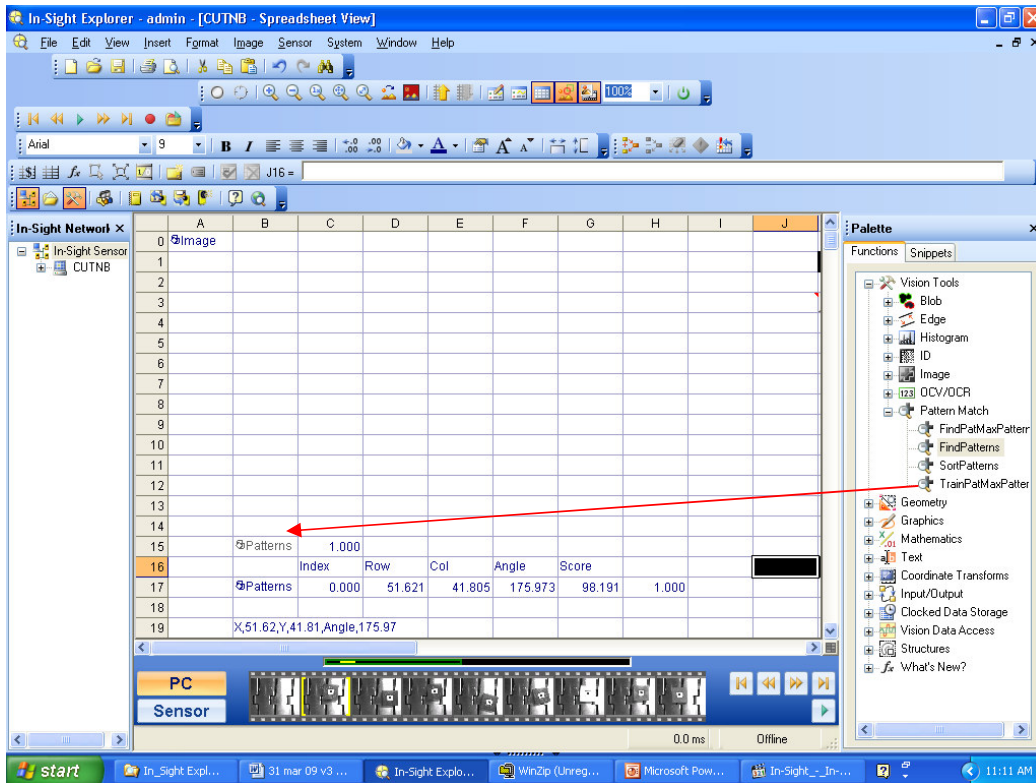 In-Sight Explorer - admin - [CUTNB - Spreadsheet View]
File Edit View Insert Format Image Sensor System Window Help
100%
Arial 9 B I A A A
J16 =
In-Sight Network
In-Sight Sensor
CUTNB
A B C D E F G H I J
0 Image
1
2
3
4
5
6
7
8
9
10
11
12
13
14
15 Patterns 1.000
16 Index Row Col Angle Score
17 Patterns 0.000 51.621 41.805 175.973 98.191 1.000
18
19 X,51.62,Y,41.81,Angle,175.97
Palette
Functions Snippets
Vision Tools
Blob
Edge
Histogram
ID
Image
OCV/OCR
Pattern Match
FindPatMaxPattern
FindPatterns
SortPatterns
TrainPatMaxPatter
Geometry
Graphics
Mathematics
Text
Coordinate Transforms
Input/Output
Clocked Data Storage
Vision Data Access
Structures
What's New?
PC
Sensor
0.0 ms Offline
start In_Sight Expl... 31 mar 09 v3 ... In-Sight Explo... WinZip (Unreg... Microsoft Pow... In-Sight_-_In-... 11:11 AM